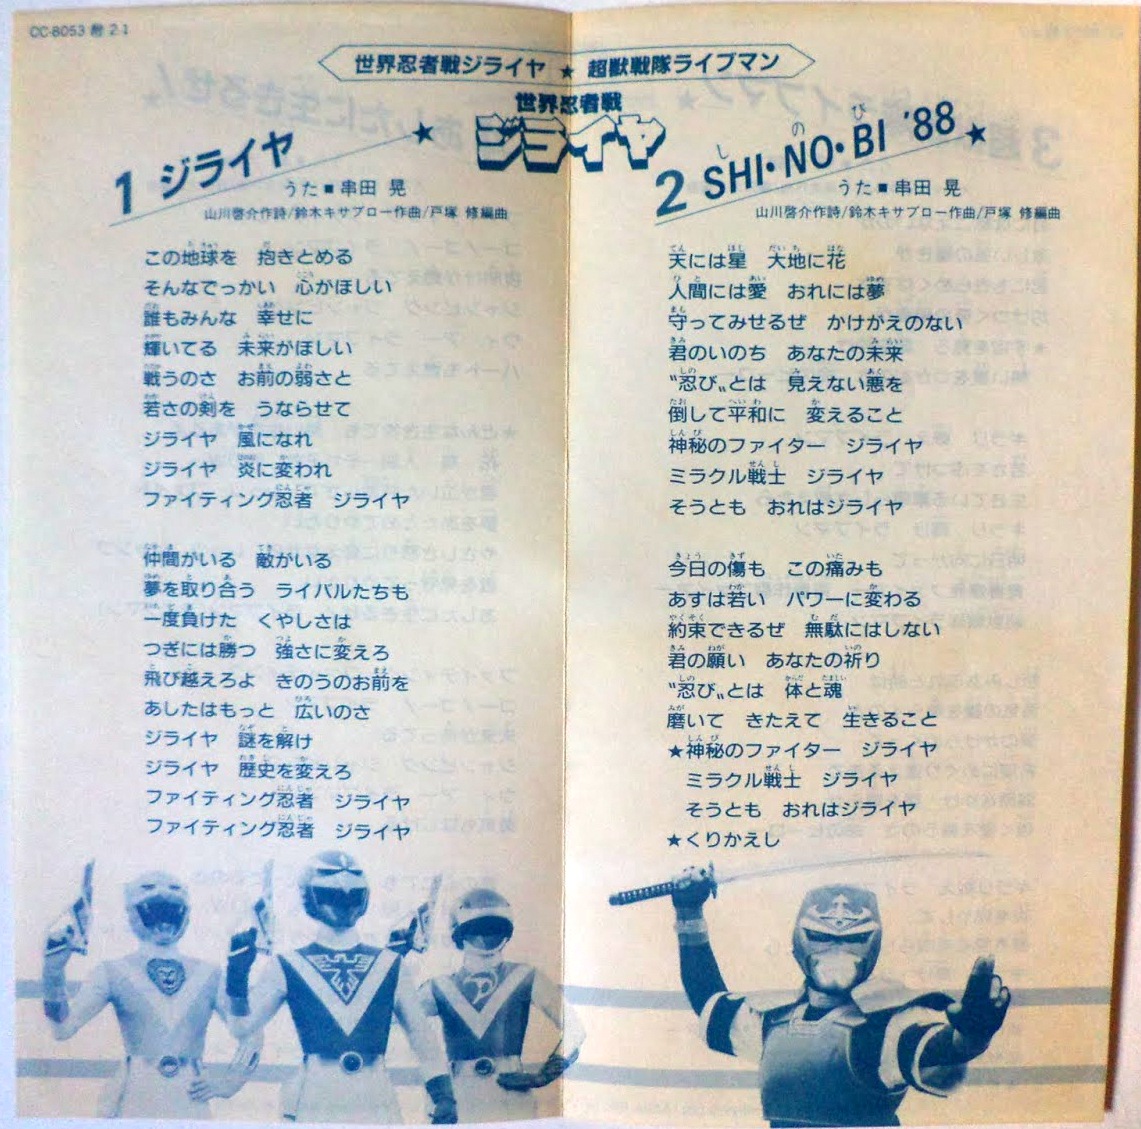 CC-8053 附 2-1
世界忍者戦ジライヤ ★ 超獣戦隊ライブマン
世界忍者戦
ジライヤ
1 ジライヤ ★
うた■串田 晃
山川啓介作詩/鈴木キサブロー作曲/戸塚 修編曲
この地球を 抱きとめる
そんなでっかい 心がほしい
誰もみんな 幸せに
輝いてる 未来がほしい
戦うのさ お前の弱さと
若さの剣を うならせて
ジライヤ 風になれ
ジライヤ 炎に変われ
ファイティング忍者 ジライヤ
仲間がいる 敵がいる
夢を取り合う ライバルたちも
一度負けた くやしさは
つぎには勝つ 強さに変えろ
飛び越えろよ きのうのお前を
あしたはもっと 広いのさ
ジライヤ 謎を解け
ジライヤ 歴史を変えろ
ファイティング忍者 ジライヤ
ファイティング忍者 ジライヤ
2 SHI・NO・BI '88 ★
し の び
うた■串田 晃
山川啓介作詩/鈴木キサブロー作曲/戸塚 修編曲
天には星 大地に花
人間には愛 おれには夢
守ってみせるぜ かけがえのない
君のいのち あなたの未来
〝忍び〟とは 見えない悪を
倒して平和に 変えること
神秘のファイター ジライヤ
ミラクル戦士 ジライヤ
そうとも おれはジライヤ
今日の傷も この痛みも
あすは若い パワーに変わる
約束できるぜ 無駄にはしない
君の願い あなたの祈り
〝忍び〟とは 体と魂
磨いて きたえて 生きること
★神秘のファイター ジライヤ
ミラクル戦士 ジライヤ
そうとも おれはジライヤ
★くりかえし